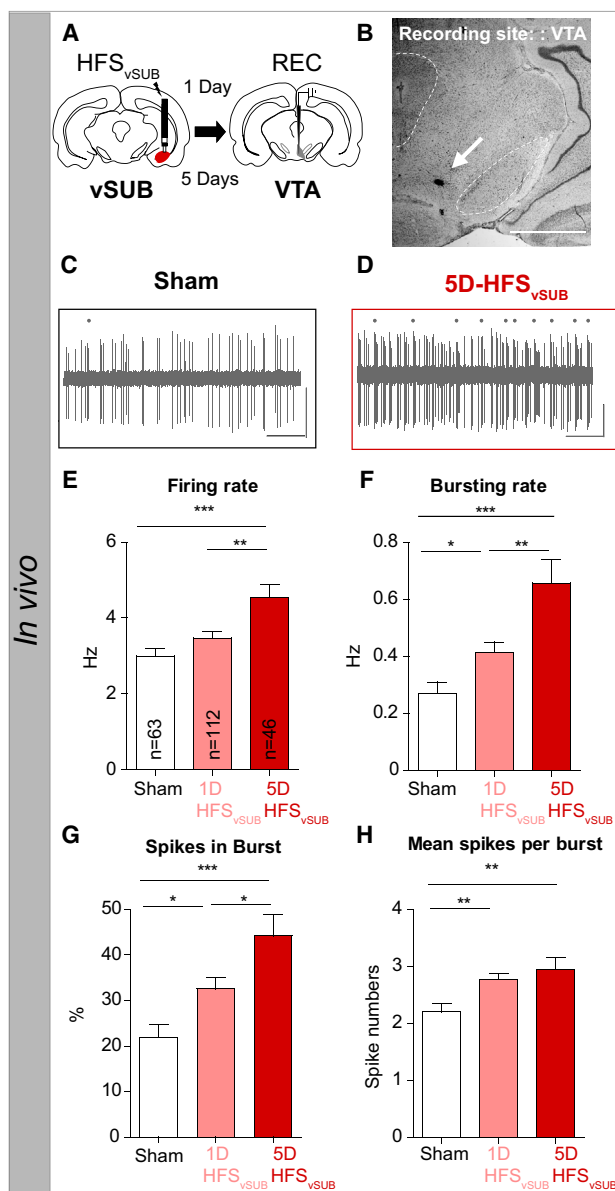 In vivo
A
HFSvSUB
1 Day
REC
5 Days
vSUB
VTA
B
Recording site: : VTA
C
Sham
D
5D-HFSvSUB
E
Firing rate
***
**
6
4
2
0
Hz
n=63
n=112
n=46
Sham
1D
HFSvSUB
5D
HFSvSUB
F
Bursting rate
***
*
**
0.8
0.6
0.4
0.2
0
Hz
Sham
1D
HFSvSUB
5D
HFSvSUB
G
Spikes in Burst
***
*
*
50
40
30
20
10
0
%
Sham
1D
HFSvSUB
5D
HFSvSUB
H
Mean spikes per burst
**
**
4
3
2
1
0
Spike numbers
Sham
1D
HFSvSUB
5D
HFSvSUB